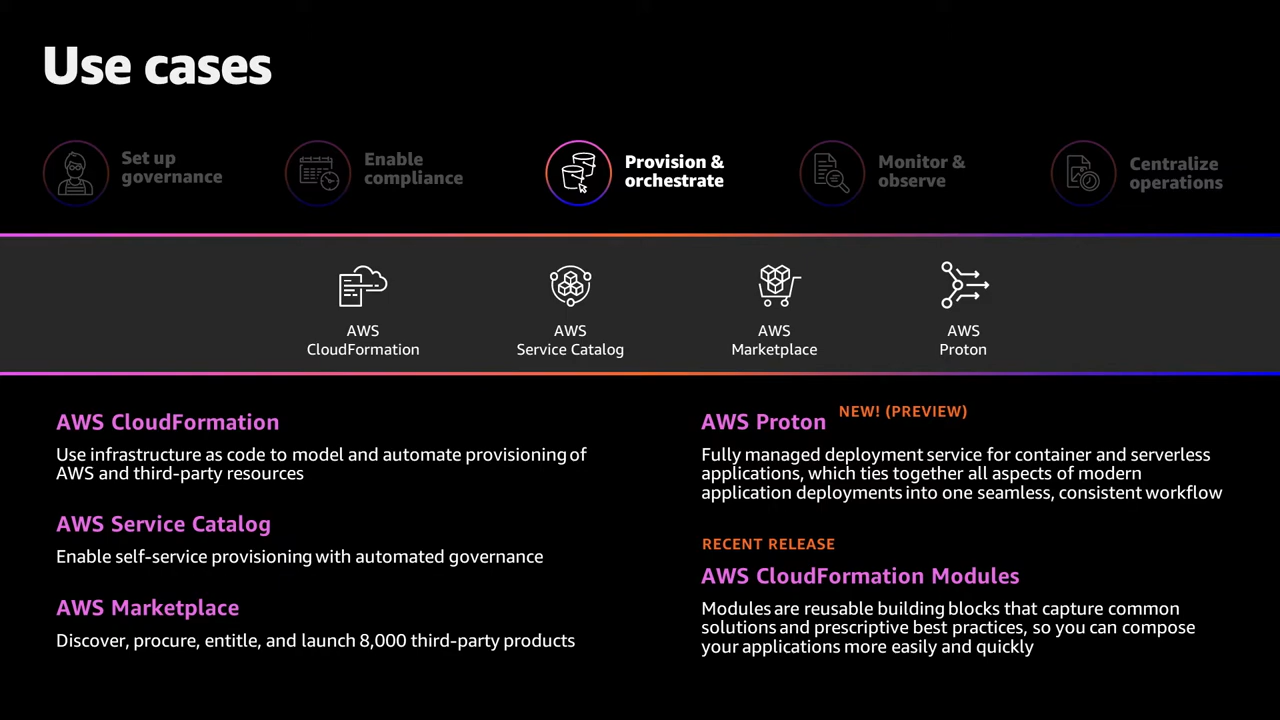 Use cases
Set up
governance
Enable
compliance
Provision &
orchestrate
Monitor &
observe
Centralize
operations
AWS
CloudFormation
AWS
Service Catalog
AWS
Marketplace
AWS
Proton
AWS CloudFormation
Use infrastructure as code to model and automate provisioning of
AWS and third-party resources
AWS Service Catalog
Enable self-service provisioning with automated governance
AWS Marketplace
Discover, procure, entitle, and launch 8,000 third-party products
AWS Proton NEW! (PREVIEW)
Fully managed deployment service for container and serverless
applications, which ties together all aspects of modern
application deployments into one seamless, consistent workflow
RECENT RELEASE
AWS CloudFormation Modules
Modules are reusable building blocks that capture common
solutions and prescriptive best practices, so you can compose
your applications more easily and quickly